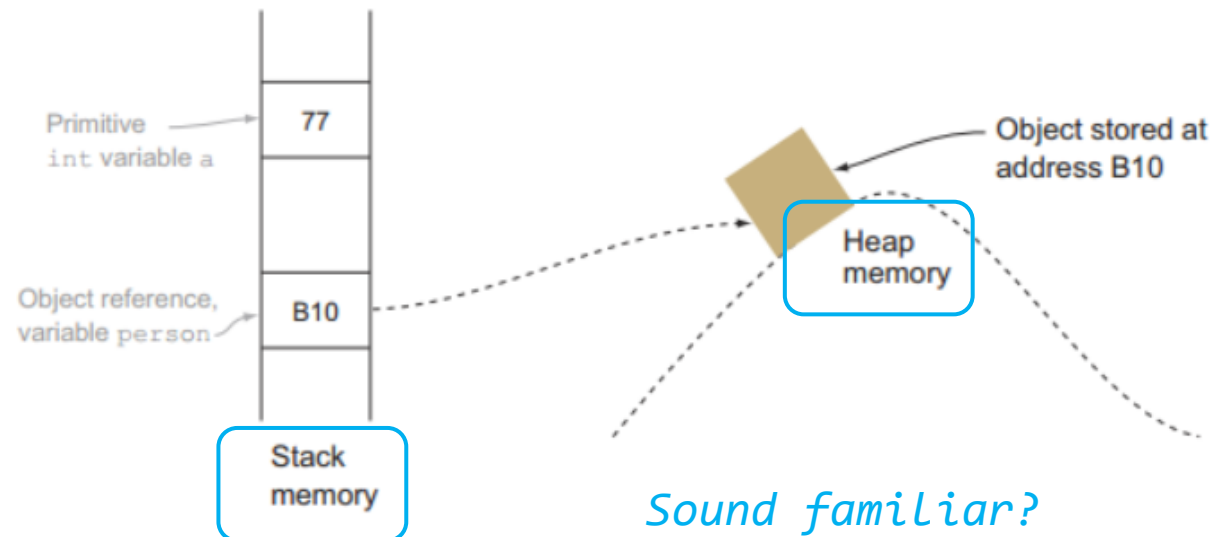 Primitive
int variable a
77
Object stored at
address B10
Heap
memory
Object reference,
variable person
B10
Stack
memory
Sound familiar?